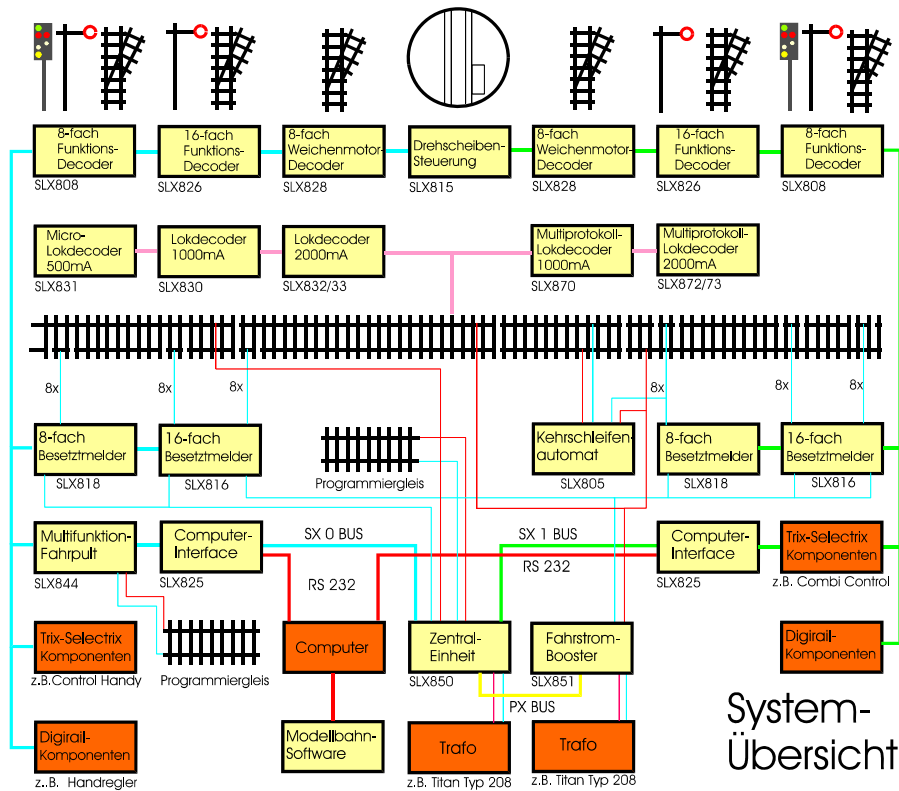 8-fach
Funktions-
Decoder
SLX808
16-fach
Funktions-
Decoder
SLX826
8-fach
Weichenmotor-
Decoder
SLX828
Drehscheiben-
Steuerung
SLX815
8-fach
Weichenmotor-
Decoder
SLX828
16-fach
Funktions-
Decoder
SLX826
8-fach
Funktions-
Decoder
SLX808
Micro-
Lokdecoder
500mA
SLX831
Lokdecoder
1000mA
SLX830
Lokdecoder
2000mA
SLX832/33
Multiprotokoll-
Lokdecoder
1000mA
SLX870
Multiprotokoll-
Lokdecoder
2000mA
SLX872/73
8x
8x
8x
8x
8x
8x
8-fach
Besetztmelder
SLX818
16-fach
Besetztmelder
SLX816
Programmiergleis
Kehrschleifen-
automat
SLX805
8-fach
Besetztmelder
SLX818
16-fach
Besetztmelder
SLX816
Multifunktion-
Fahrpult
SLX844
Computer-
Interface
SLX825
SX 0 BUS
RS 232
SX 1 BUS
RS 232
Computer-
Interface
SLX825
Trix-Selectrix
Komponenten
z.B. Combi Control
Trix-Selectrix
Komponenten
z.B.Control Handy
Programmiergleis
Computer
Zentral-
Einheit
SLX850
Fahrstrom-
Booster
SLX851
Digirail-
Komponenten
PX BUS
Digirail-
Komponenten
z..B. Handregler
Modellbahn-
Software
Trafo
z.B. Titan Typ 208
Trafo
z.B. Titan Typ 208
System-
Übersicht